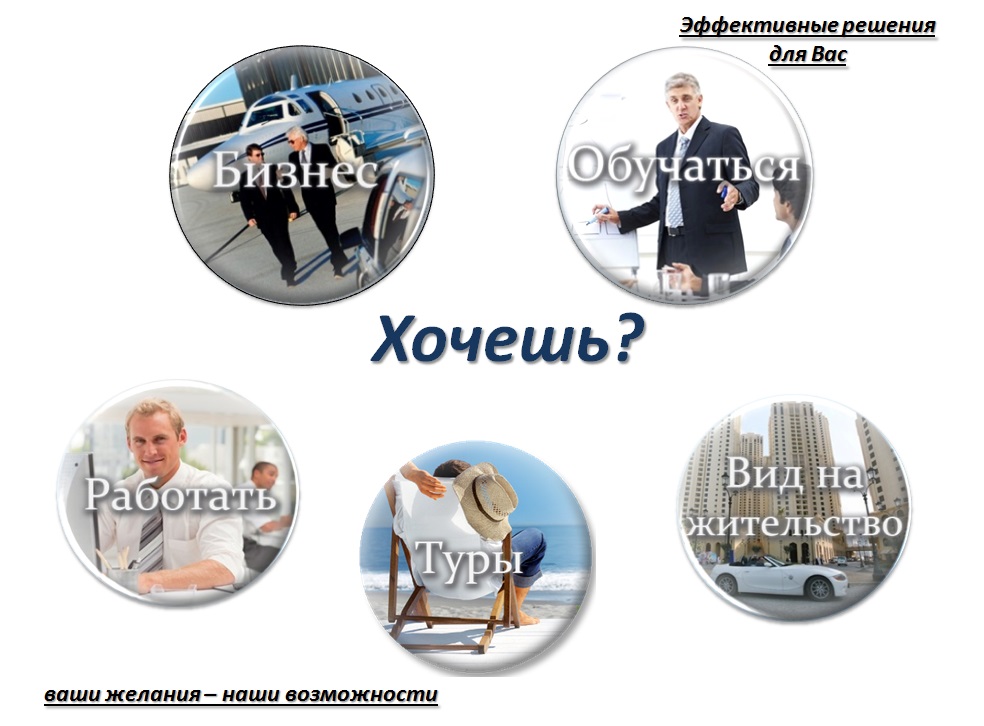 Эффективные решения
для Вас
Бизнес
Обучаться
Хочешь?
Работать
Туры
Вид на
жительство
ваши желания – наши возможности